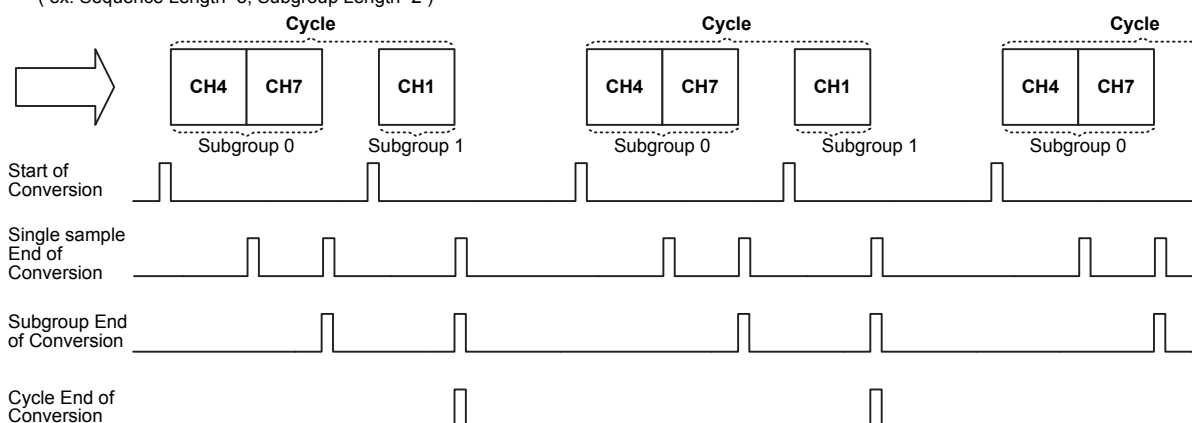 ( ex: Sequence Length=3, Subgroup Length=2 )
Cycle Cycle Cycle
CH4 CH7 CH1 CH4 CH7 CH1 CH4 CH7
Subgroup 0 Subgroup 1 Subgroup 0 Subgroup 1 Subgroup 0
Start of
Conversion
Single sample
End of
Conversion
Subgroup End
of Conversion
Cycle End of
Conversion